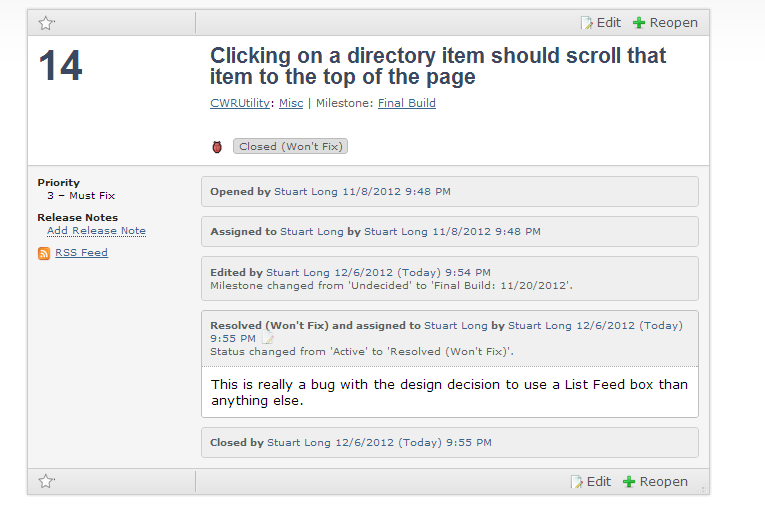 Edit Reopen
14
Clicking on a directory item should scroll that
item to the top of the page
CWRUtility: Misc | Milestone: Final Build
Closed (Won't Fix)
Priority
3 – Must Fix
Release Notes
Add Release Note
RSS Feed
Opened by Stuart Long 11/8/2012 9:48 PM
Assigned to Stuart Long by Stuart Long 11/8/2012 9:48 PM
Edited by Stuart Long 12/6/2012 (Today) 9:54 PM
Milestone changed from 'Undecided' to 'Final Build: 11/20/2012'.
Resolved (Won't Fix) and assigned to Stuart Long by Stuart Long 12/6/2012 (Today)
9:55 PM
Status changed from 'Active' to 'Resolved (Won't Fix)'.
This is really a bug with the design decision to use a List Feed box than
anything else.
Closed by Stuart Long 12/6/2012 (Today) 9:55 PM
Edit Reopen